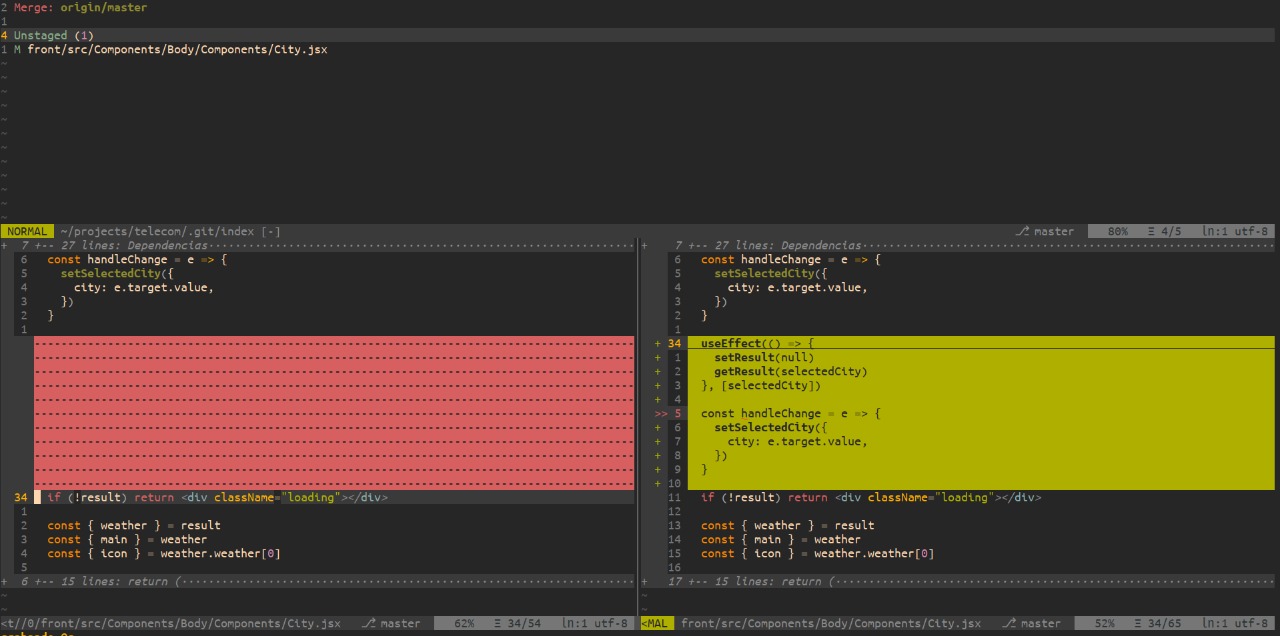 2 Merge: origin/master
1
4 Unstaged (1)
1 M front/src/Components/Body/Components/City.jsx
~
~
~
~
~
~
~
~
~
~
~
~
NORMAL ~/projects/telecom/.git/index [-] ⎇ master 80% Ξ 4/5 ln:1 utf-8
+ 7 +-- 27 lines: Dependencias
6 const handleChange = e => {
5 setSelectedCity({
4 city: e.target.value,
3 })
2 }
1
34 if (!result) return <div className="loading"></div>
1
2 const { weather } = result
3 const { main } = weather
4 const { icon } = weather.weather[0]
5
+ 6 +-- 15 lines: return (
~
~
<t//0/front/src/Components/Body/Components/City.jsx ⎇ master 62% Ξ 34/54 ln:1 utf-8
+ 7 +-- 27 lines: Dependencias
6 const handleChange = e => {
5 setSelectedCity({
4 city: e.target.value,
3 })
2 }
1
+ 34 useEffect(() => {
+ 1 setResult(null)
+ 2 getResult(selectedCity)
+ 3 }, [selectedCity])
+ 4
>> 5 const handleChange = e => {
+ 6 setSelectedCity({
+ 7 city: e.target.value,
+ 8 })
+ 9 }
+ 10
11 if (!result) return <div className="loading"></div>
12
13 const { weather } = result
14 const { main } = weather
15 const { icon } = weather.weather[0]
16
+ 17 +-- 15 lines: return (
~
~
<MAL front/src/Components/Body/Components/City.jsx ⎇ master 52% Ξ 34/65 ln:1 utf-8